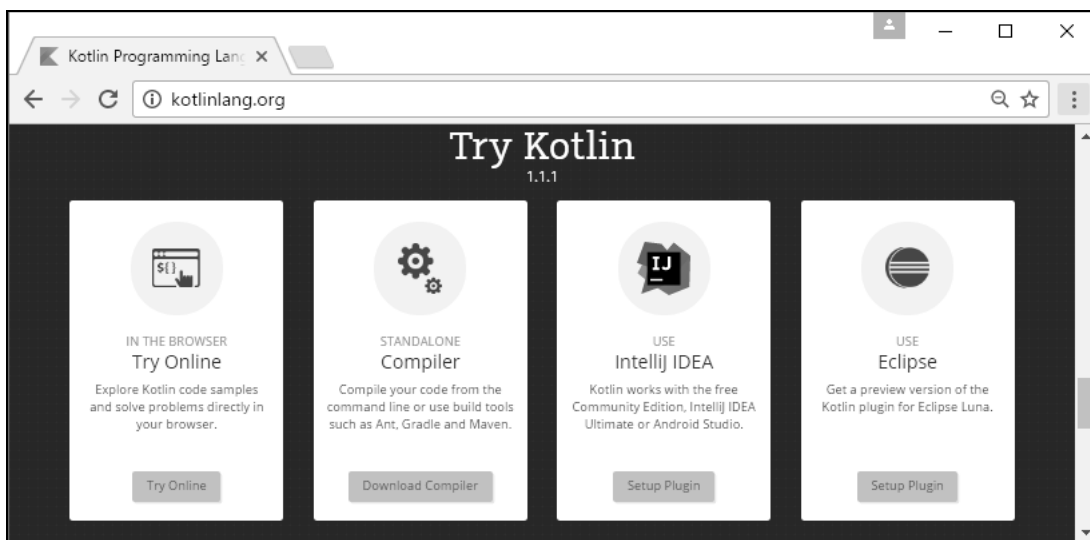 Kotlin Programming Lang
kotlinlang.org
Try Kotlin
1.1.1
${}
IN THE BROWSER
Try Online
Explore Kotlin code samples
and solve problems directly in
your browser.
Try Online
STANDALONE
Compiler
Compile your code from the
command line or use build tools
such as Ant, Gradle and Maven.
Download Compiler
IJ
USE
IntelliJ IDEA
Kotlin works with the free
Community Edition, IntelliJ IDEA
Ultimate or Android Studio.
Setup Plugin
USE
Eclipse
Get a preview version of the
Kotlin plugin for Eclipse Luna.
Setup Plugin